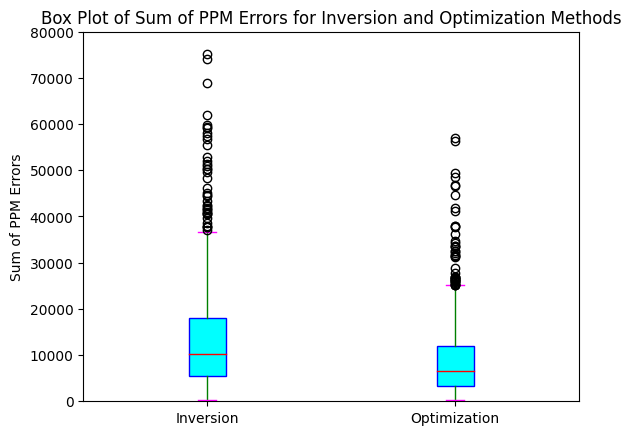 Box Plot of Sum of PPM Errors for Inversion and Optimization Methods
80000
70000
60000
50000
40000
30000
20000
10000
0
Sum of PPM Errors
Inversion
Optimization